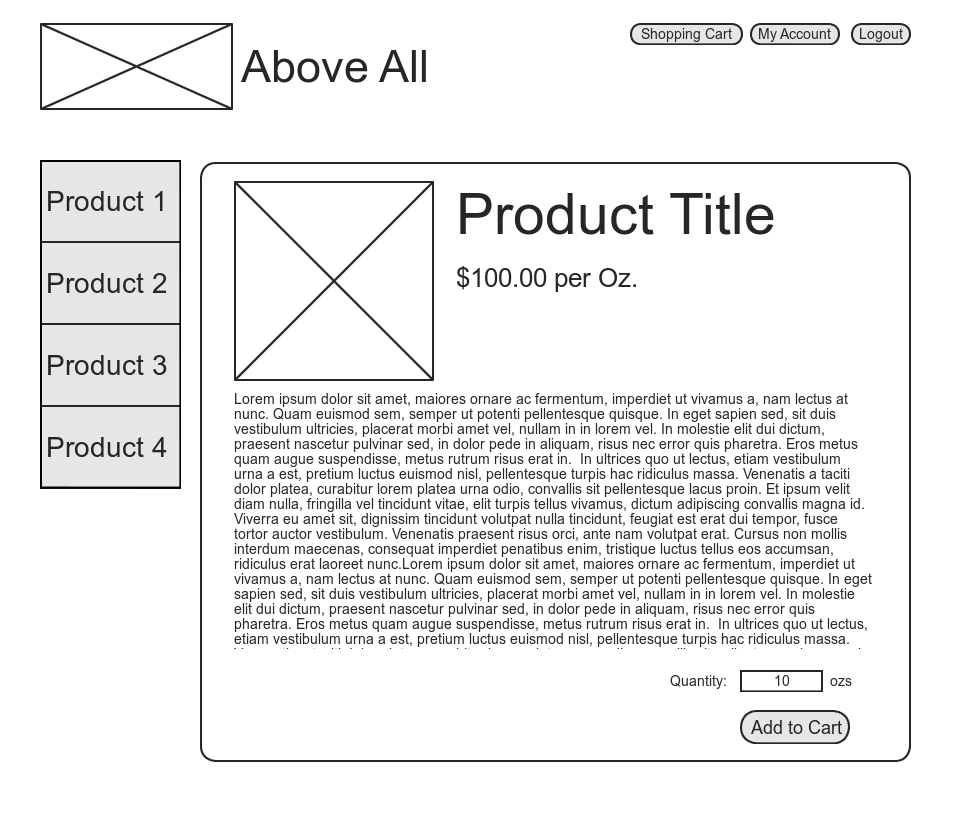 Above All
Shopping Cart
My Account
Logout
Product 1
Product 2
Product 3
Product 4
Product Title
$100.00 per Oz.
Lorem ipsum dolor sit amet, maiores ornare ac fermentum, imperdiet ut vivamus a, nam lectus at
nunc. Quam euismod sem, semper ut potenti pellentesque quisque. In eget sapien sed, sit duis
vestibulum ultricies, placerat morbi amet vel, nullam in in lorem vel. In molestie elit dui dictum,
praesent nascetur pulvinar sed, in dolor pede in aliquam, risus nec error quis pharetra. Eros metus
quam augue suspendisse, metus rutrum risus erat in.  In ultrices quo ut lectus, etiam vestibulum
urna a est, pretium luctus euismod nisl, pellentesque turpis hac ridiculus massa. Venenatis a taciti
dolor platea, curabitur lorem platea urna odio, convallis sit pellentesque lacus proin. Et ipsum velit
diam nulla, fringilla vel tincidunt vitae, elit turpis tellus vivamus, dictum adipiscing convallis magna id.
Viverra eu amet sit, dignissim tincidunt volutpat nulla tincidunt, feugiat est erat dui tempor, fusce
tortor auctor vestibulum. Venenatis praesent risus orci, ante nam volutpat erat. Cursus non mollis
interdum maecenas, consequat imperdiet penatibus enim, tristique luctus tellus eos accumsan,
ridiculus erat laoreet nunc.Lorem ipsum dolor sit amet, maiores ornare ac fermentum, imperdiet ut
vivamus a, nam lectus at nunc. Quam euismod sem, semper ut potenti pellentesque quisque. In eget
sapien sed, sit duis vestibulum ultricies, placerat morbi amet vel, nullam in in lorem vel. In molestie
elit dui dictum, praesent nascetur pulvinar sed, in dolor pede in aliquam, risus nec error quis
pharetra. Eros metus quam augue suspendisse, metus rutrum risus erat in.  In ultrices quo ut lectus,
etiam vestibulum urna a est, pretium luctus euismod nisl, pellentesque turpis hac ridiculus massa.
Quantity: 10 ozs
Add to Cart